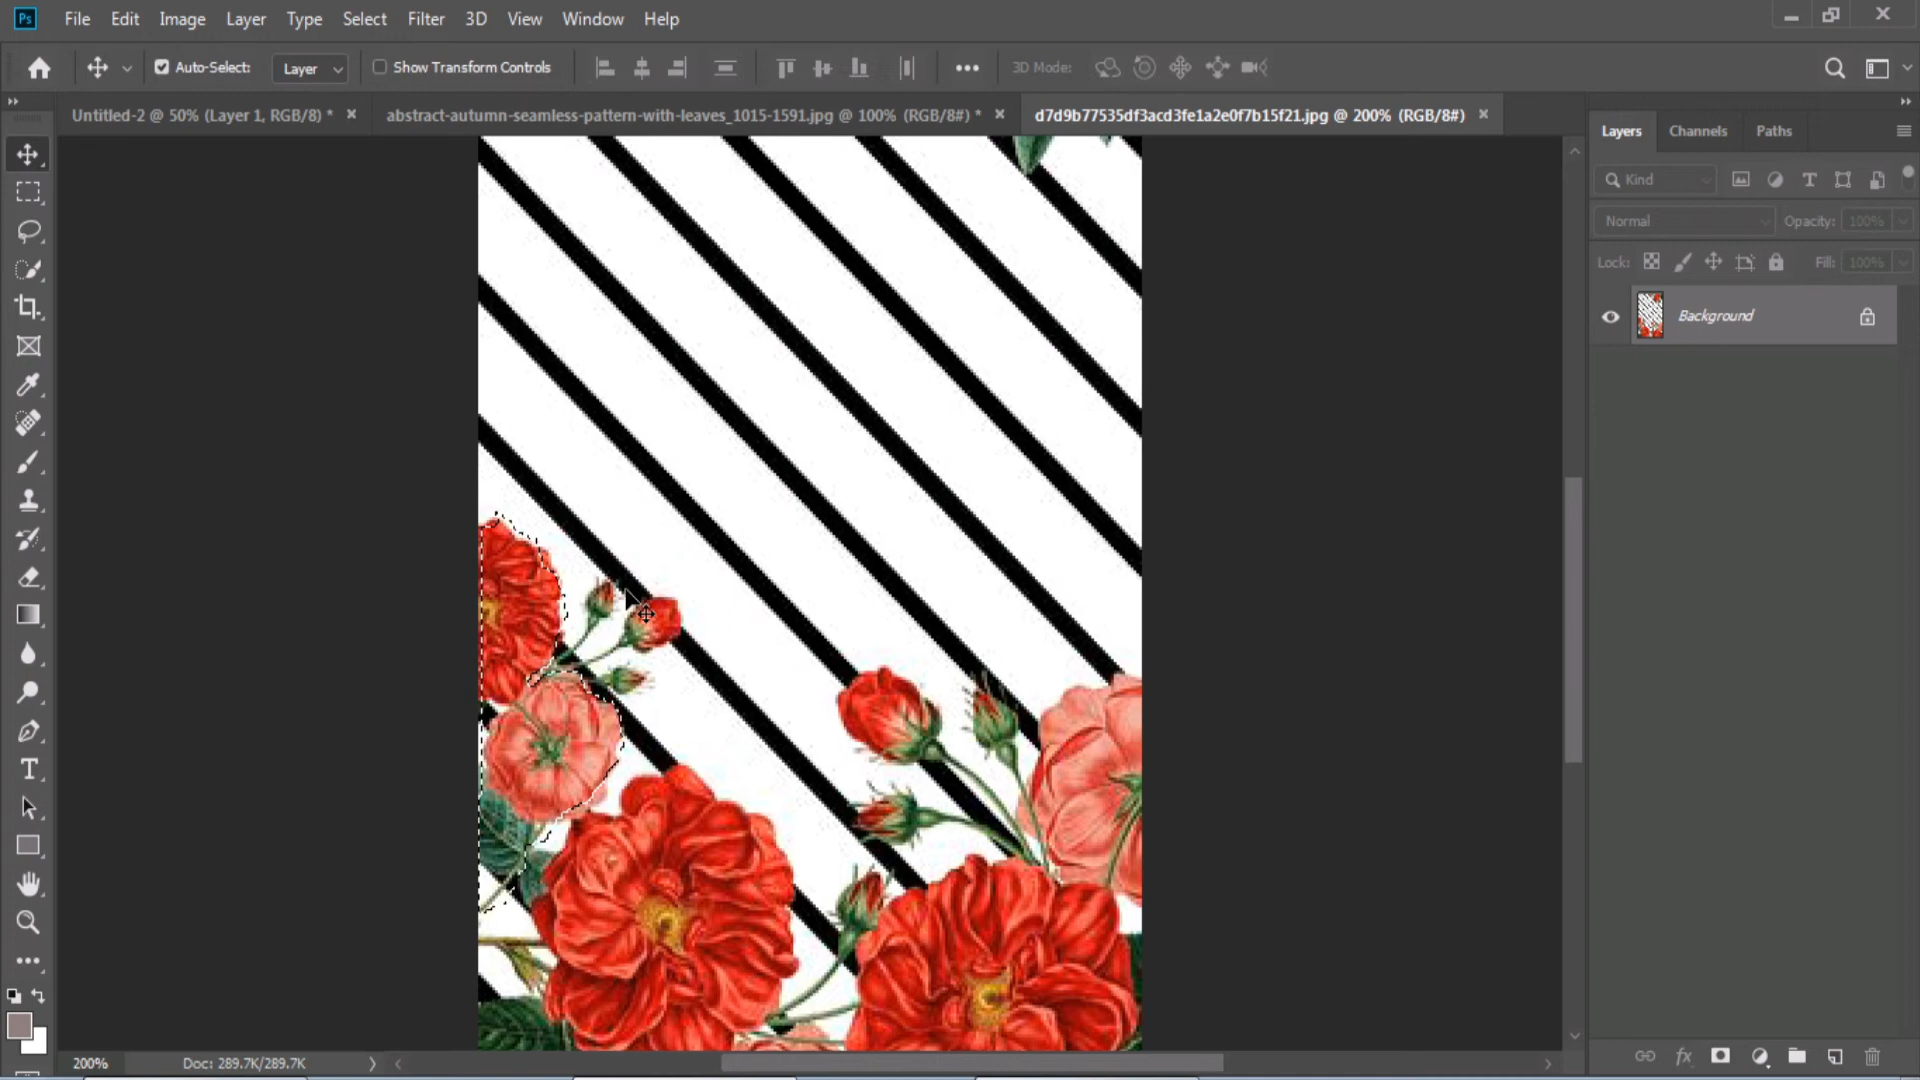 Ps File Edit Image Layer Type Select Filter 3D View Window Help
Auto-Select: Layer Show Transform Controls 3D Mode:
Untitled-2 @ 50% (Layer 1, RGB/8) * abstract-autumn-seamless-pattern-with-leaves_1015-1591.jpg @ 100% (RGB/8#) * d7d9b77535df3acd3fe1a2e0f7b15f21.jpg @ 200% (RGB/8#)
Layers Channels Paths
Kind
Normal Opacity: 100%
Lock: Fill: 100%
Background
200% Doc: 289.7K/289.7K